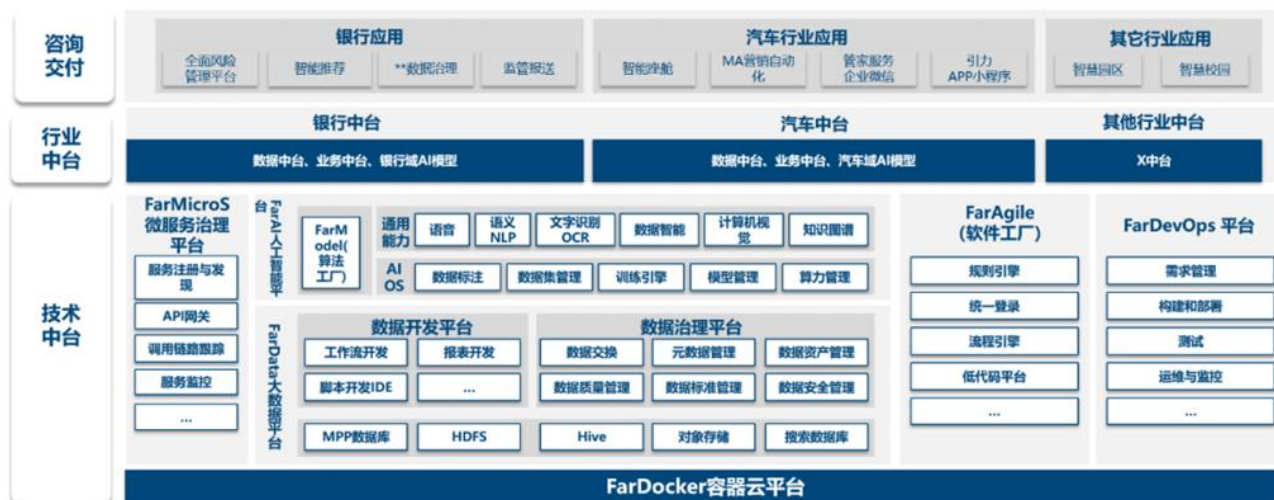 咨询
交付
银行应用
全面风险
管理平台
智能推荐
**数据治理
监管报送
汽车行业应用
智能座舱
MA营销自动
化
管家服务
企业微信
引力
APP小程序
其它行业应用
智慧园区
智慧校园
行业
中台
银行中台
数据中台、业务中台、银行域AI模型
汽车中台
数据中台、业务中台、汽车域AI模型
其他行业中台
X中台
技术
中台
FarMicroS
微服务治理
平台
服务注册与发
现
API网关
调用链路跟踪
服务监控
...
FarAI人工智能平
台
FarM
odel(
算法
工厂)
通用
能力
语音
语义
NLP
文字识别
OCR
数据智能
计算机视
觉
知识图谱
AI
OS
数据标注
数据集管理
训练引擎
模型管理
算力管理
FarData大数据平台
数据开发平台
工作流开发
报表开发
脚本开发IDE
...
数据治理平台
数据交换
元数据管理
数据资产管理
数据质量管理
数据标准管理
数据安全管理
MPP数据库
HDFS
Hive
对象存储
搜索数据库
FarAgile
(软件工厂)
规则引擎
统一登录
流程引擎
低代码平台
...
FarDevOps 平台
需求管理
构建和部署
测试
运维与监控
...
FarDocker容器云平台